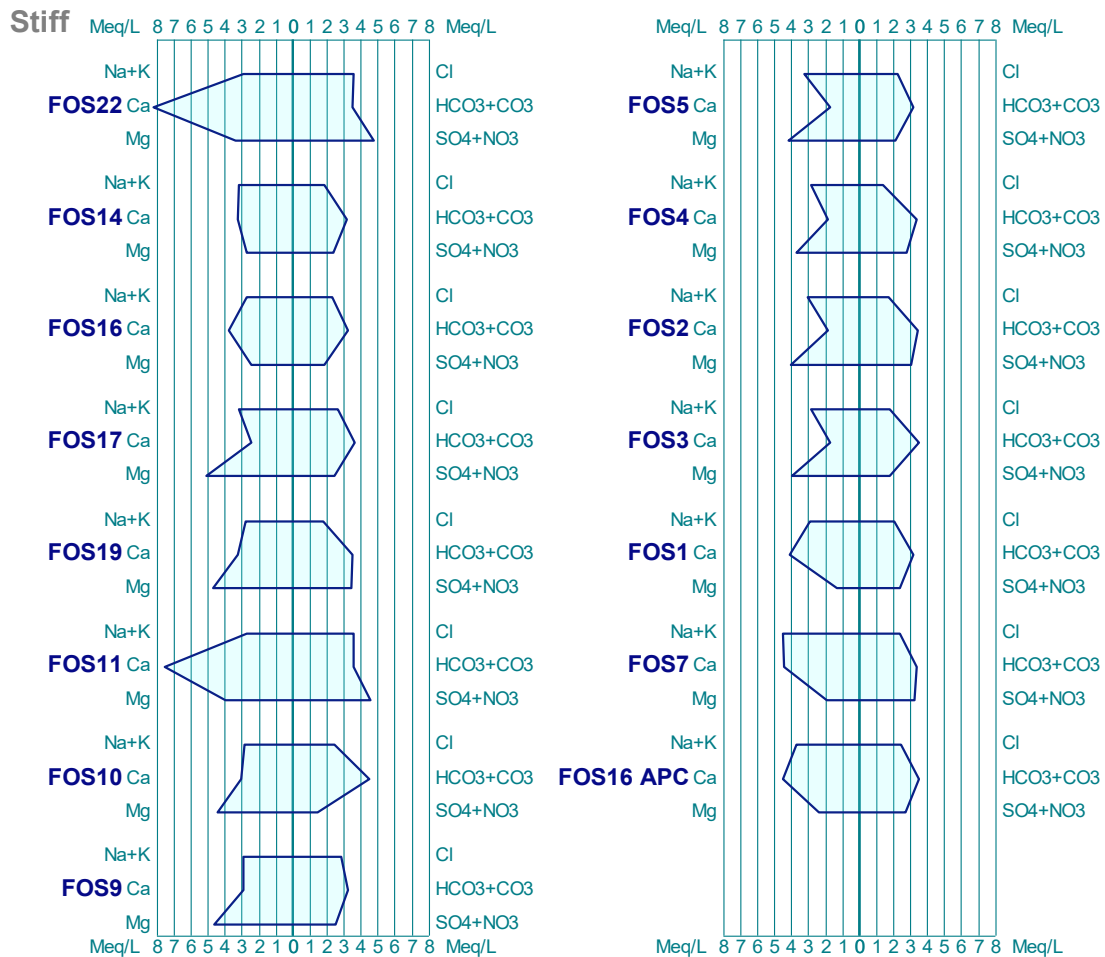 Stiff
Meq/L 8 7 6 5 4 3 2 1 0 1 2 3 4 5 6 7 8 Meq/L
Na+K Cl
FOS22 Ca HCO3+CO3
Mg SO4+NO3
Na+K Cl
FOS14 Ca HCO3+CO3
Mg SO4+NO3
Na+K Cl
FOS16 Ca HCO3+CO3
Mg SO4+NO3
Na+K Cl
FOS17 Ca HCO3+CO3
Mg SO4+NO3
Na+K Cl
FOS19 Ca HCO3+CO3
Mg SO4+NO3
Na+K Cl
FOS11 Ca HCO3+CO3
Mg SO4+NO3
Na+K Cl
FOS10 Ca HCO3+CO3
Mg SO4+NO3
Na+K Cl
FOS9 Ca HCO3+CO3
Mg SO4+NO3
Meq/L 8 7 6 5 4 3 2 1 0 1 2 3 4 5 6 7 8 Meq/L
Meq/L 8 7 6 5 4 3 2 1 0 1 2 3 4 5 6 7 8 Meq/L
Na+K Cl
FOS5 Ca HCO3+CO3
Mg SO4+NO3
Na+K Cl
FOS4 Ca HCO3+CO3
Mg SO4+NO3
Na+K Cl
FOS2 Ca HCO3+CO3
Mg SO4+NO3
Na+K Cl
FOS3 Ca HCO3+CO3
Mg SO4+NO3
Na+K Cl
FOS1 Ca HCO3+CO3
Mg SO4+NO3
Na+K Cl
FOS7 Ca HCO3+CO3
Mg SO4+NO3
Na+K Cl
FOS16 APC Ca HCO3+CO3
Mg SO4+NO3
Meq/L 8 7 6 5 4 3 2 1 0 1 2 3 4 5 6 7 8 Meq/L